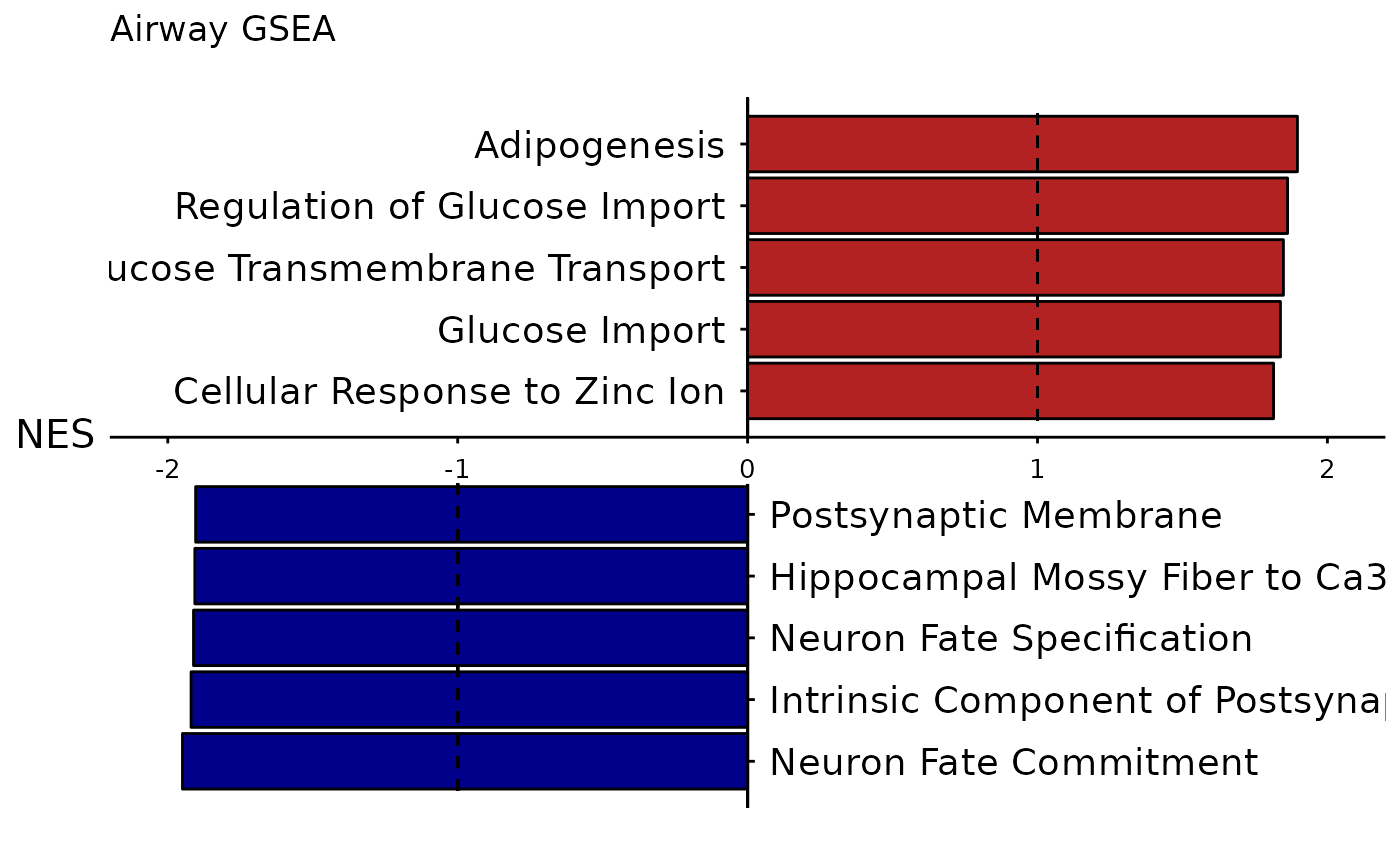 Airway GSEA
Adipogenesis
Regulation of Glucose Import
Transmembrane Transport
Glucose Import
Cellular Response to Zinc Ion
NES
-2 -1 0 1 2
Postsynaptic Membrane
Hippocampal Mossy Fiber to Ca3
Neuron Fate Specification
Intrinsic Component of
Neuron Fate Commitment